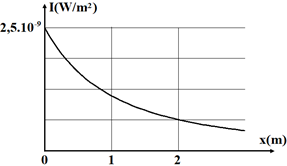 I(W/m²)
2,5.10⁻⁹
x(m)
0 1 2